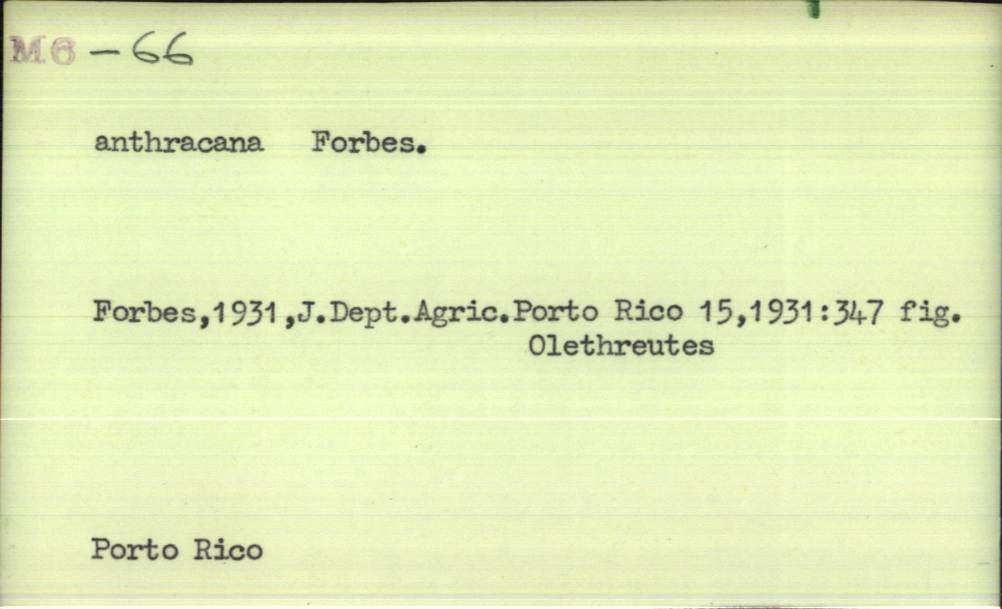 M6 - 66
anthracana Forbes.
Forbes,1931,J.Dept.Agric.Porto Rico 15,1931:347 fig.
Olethreutes
Porto Rico